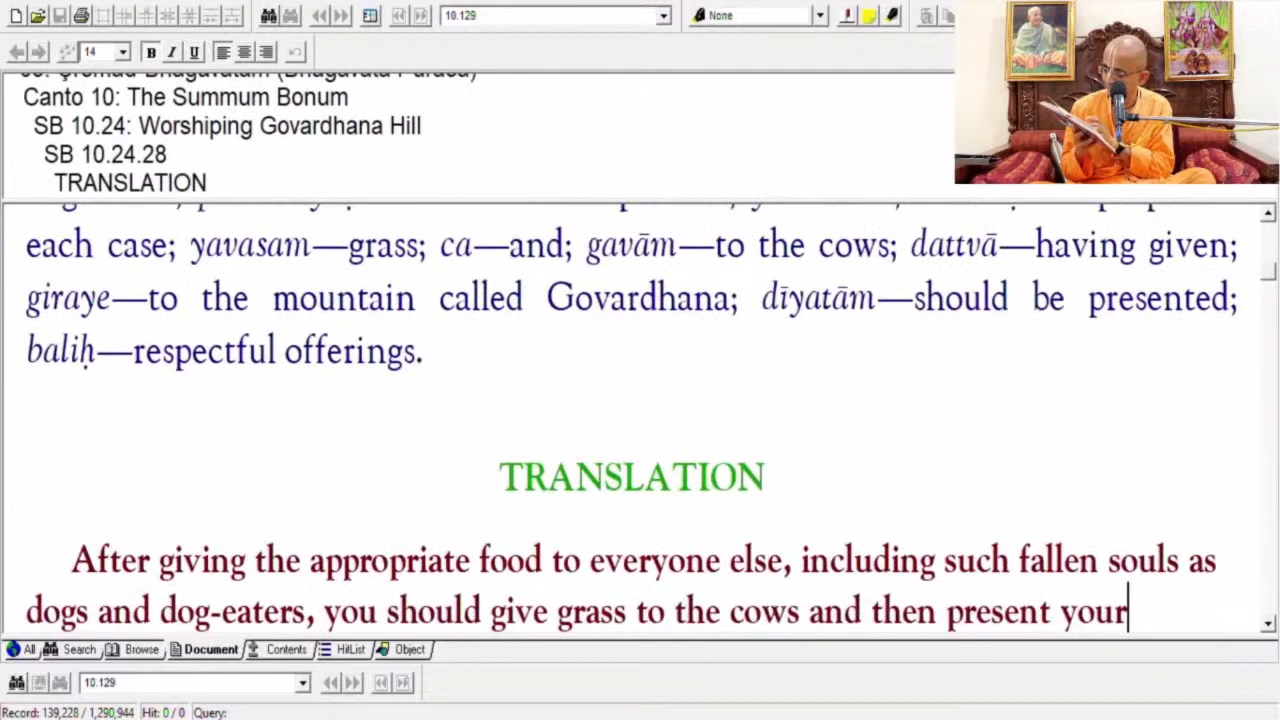 10.129
None
14
B I U
Canto 10: The Summum Bonum
SB 10.24: Worshiping Govardhana Hill
SB 10.24.28
TRANSLATION
each case; yavasam—grass; ca—and; gavām—to the cows; dattvā—having given;
giraye—to the mountain called Govardhana; dīyatām—should be presented;
baliḥ—respectful offerings.
TRANSLATION
After giving the appropriate food to everyone else, including such fallen souls as
dogs and dog-eaters, you should give grass to the cows and then present your
All Search Browse Document Contents HitList Object
10.129
Record: 139,228 / 1,290,944 Hit: 0 / 0 Query: